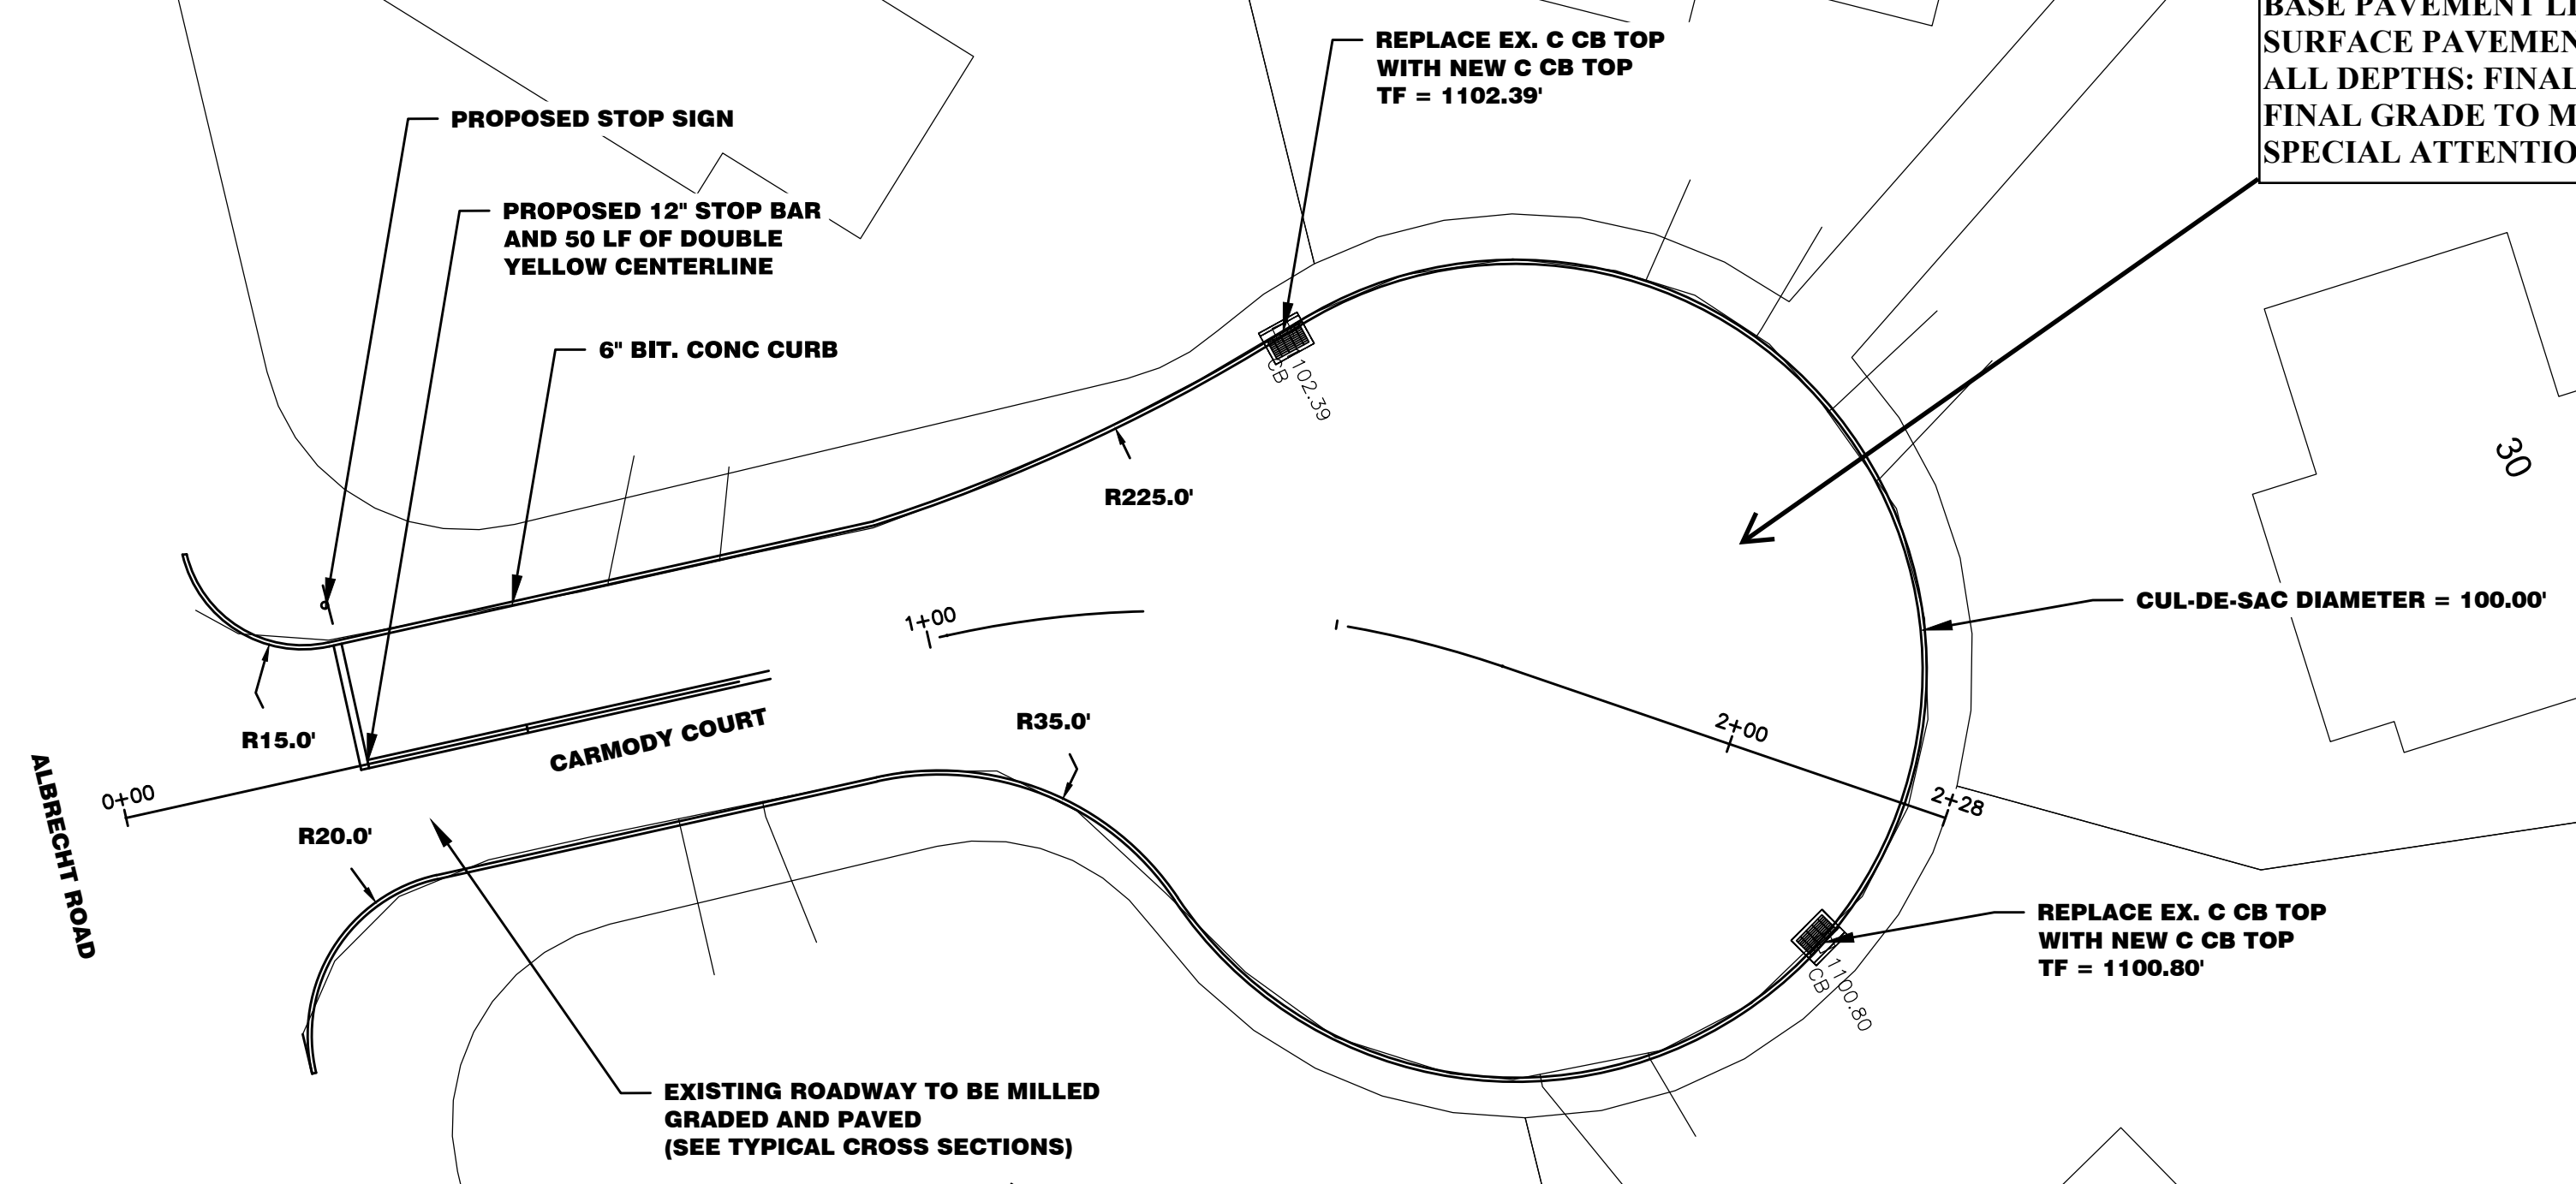 BASE PAVEMENT
SURFACE
ALL DEPTHS: FINAL
FINAL GRADE TO
SPECIAL
REPLACE EX. C CB TOP
WITH NEW C CB TOP
TF = 1102.39'
PROPOSED STOP SIGN
PROPOSED 12" STOP BAR
AND 50 LF OF DOUBLE
YELLOW CENTERLINE
6" BIT. CONC CURB
CB
1102.39
R225.0'
30
CUL-DE-SAC DIAMETER = 100.00'
1+00
R15.0'
CARMODY COURT
R35.0'
2+00
ALBRECHT ROAD
0+00
R20.0'
2+28
REPLACE EX. C CB TOP
WITH NEW C CB TOP
TF = 1100.80'
CB
1100.80
EXISTING ROADWAY TO BE MILLED
GRADED AND PAVED
(SEE TYPICAL CROSS SECTIONS)